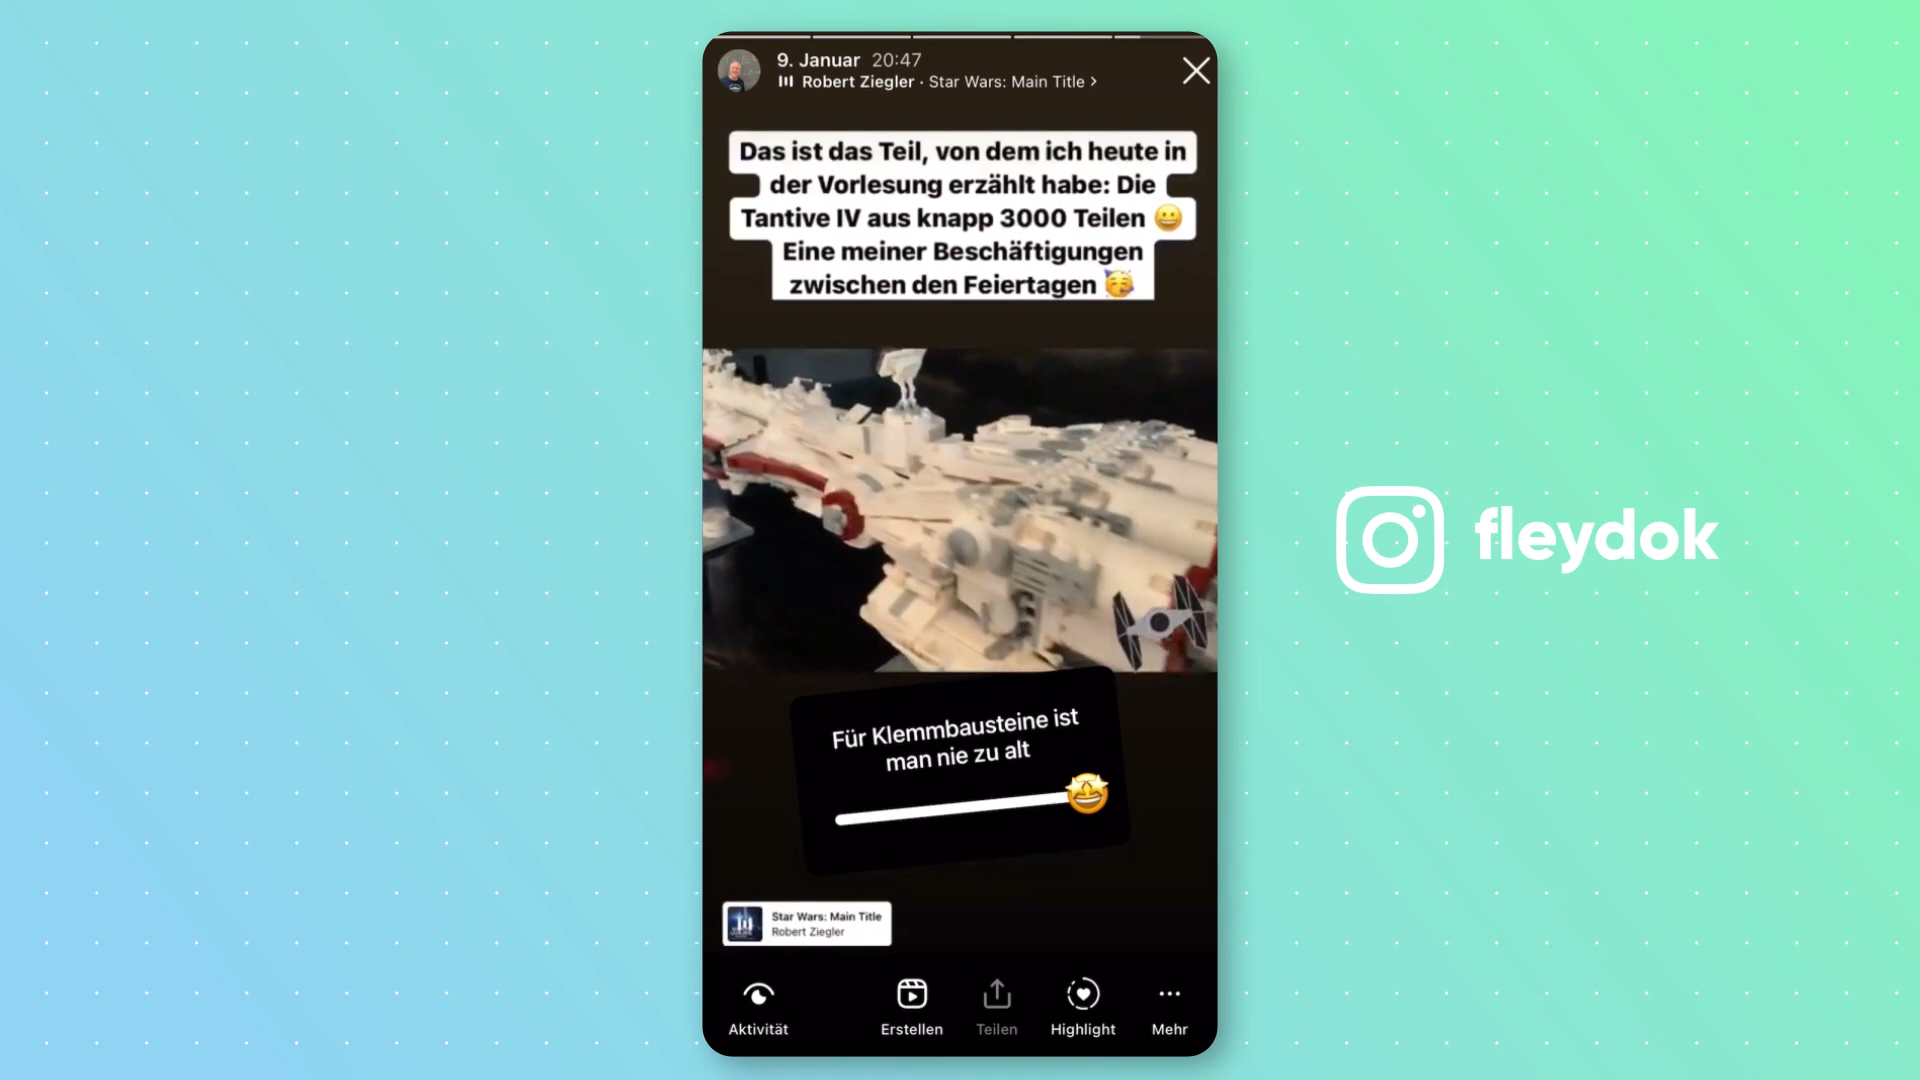 9. Januar 20:47
Robert Ziegler · Star Wars: Main Title >
Das ist das Teil, von dem ich heute in
der Vorlesung erzählt habe: Die
Tantive IV aus knapp 3000 Teilen 😀
Eine meiner Beschäftigungen
zwischen den Feiertagen 🥳
Für Klemmbausteine ist
man nie zu alt
Star Wars: Main Title
Robert Ziegler
Aktivität
Erstellen
Teilen
Highlight
Mehr
fleydok